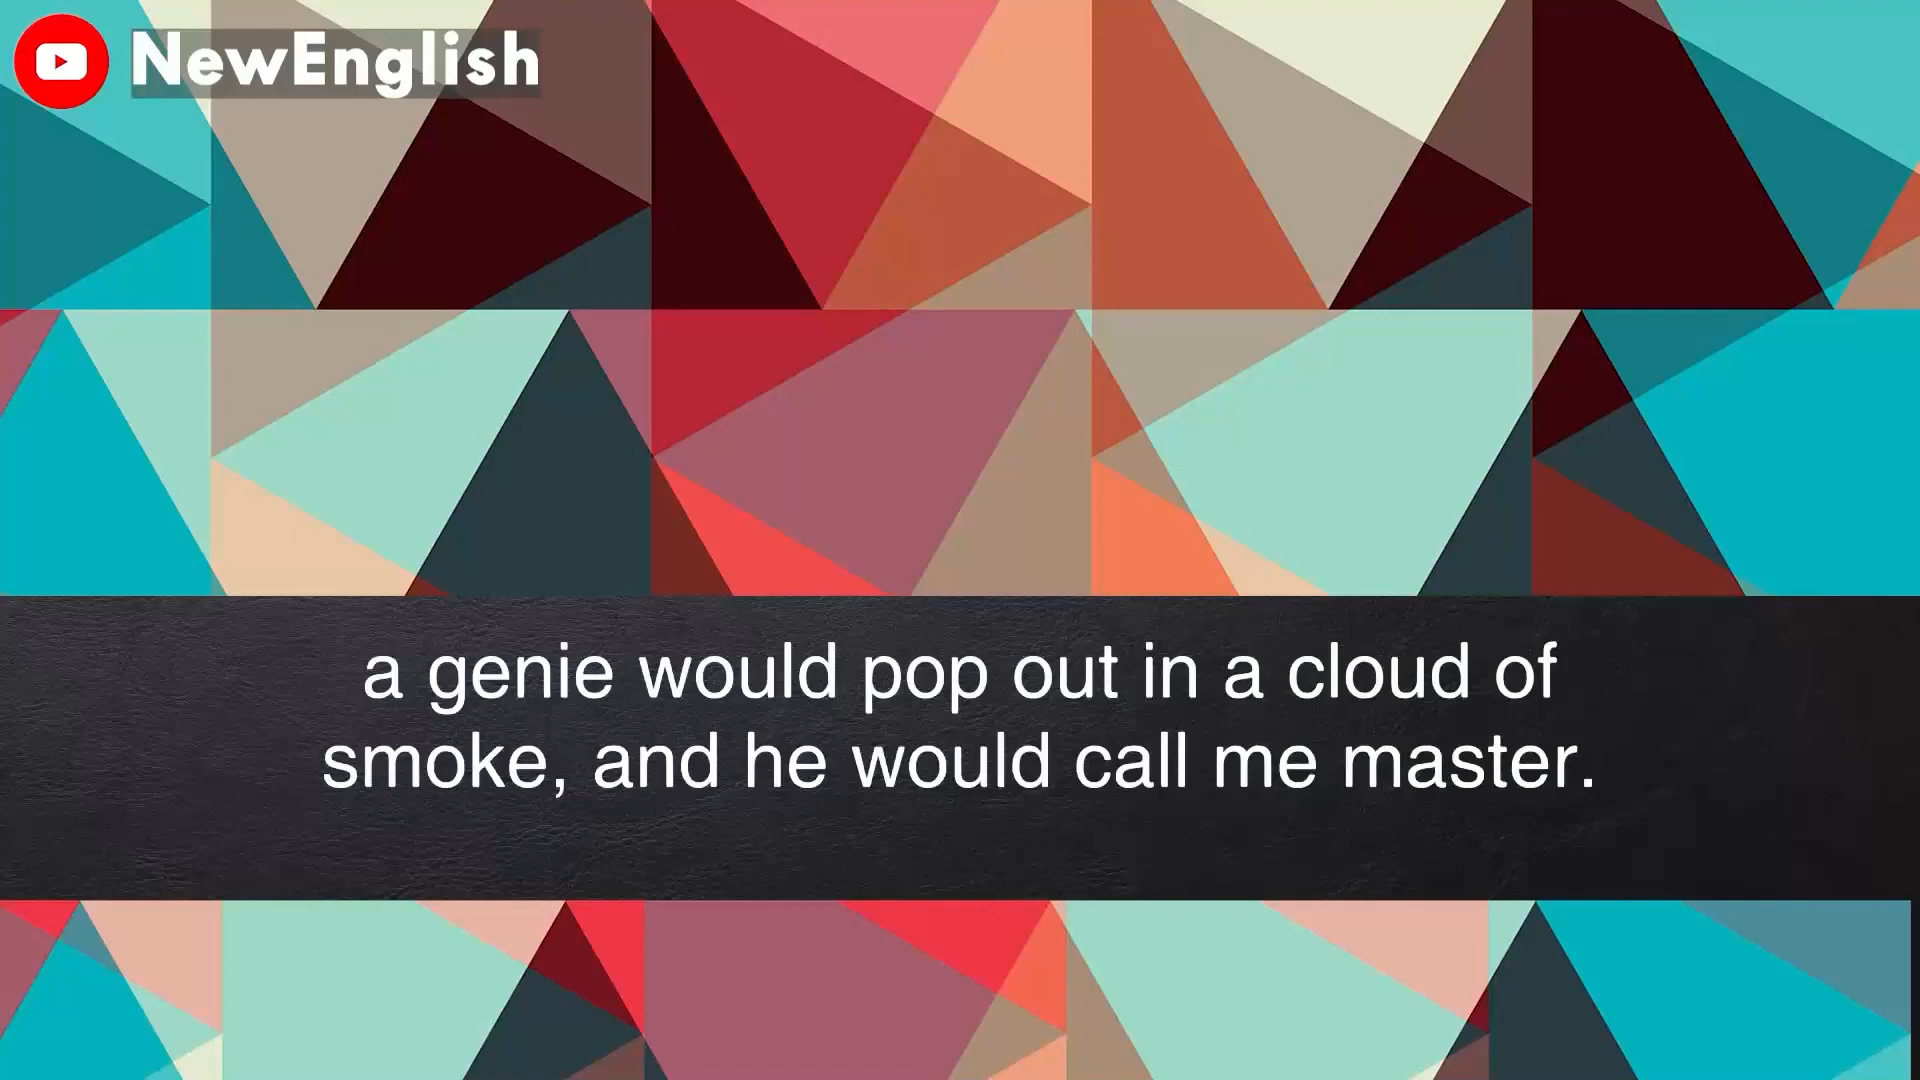 NewEnglish
a genie would pop out in a cloud of
smoke, and he would call me master.